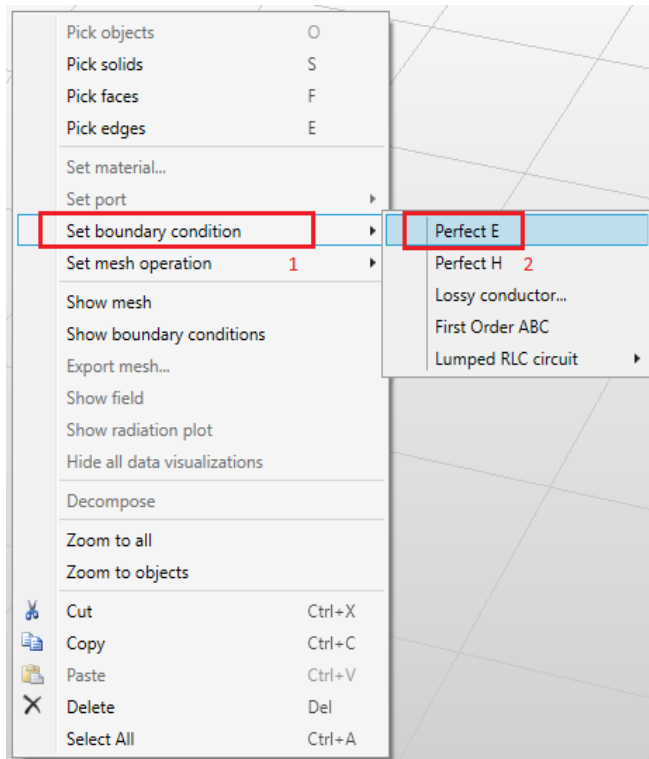 Pick objects O
Pick solids S
Pick faces F
Pick edges E
Set material...
Set port
Set boundary condition
Set mesh operation 1
Perfect E
Perfect H 2
Lossy conductor...
First Order ABC
Lumped RLC circuit
Show mesh
Show boundary conditions
Export mesh...
Show field
Show radiation plot
Hide all data visualizations
Decompose
Zoom to all
Zoom to objects
Cut Ctrl+X
Copy Ctrl+C
Paste Ctrl+V
Delete Del
Select All Ctrl+A